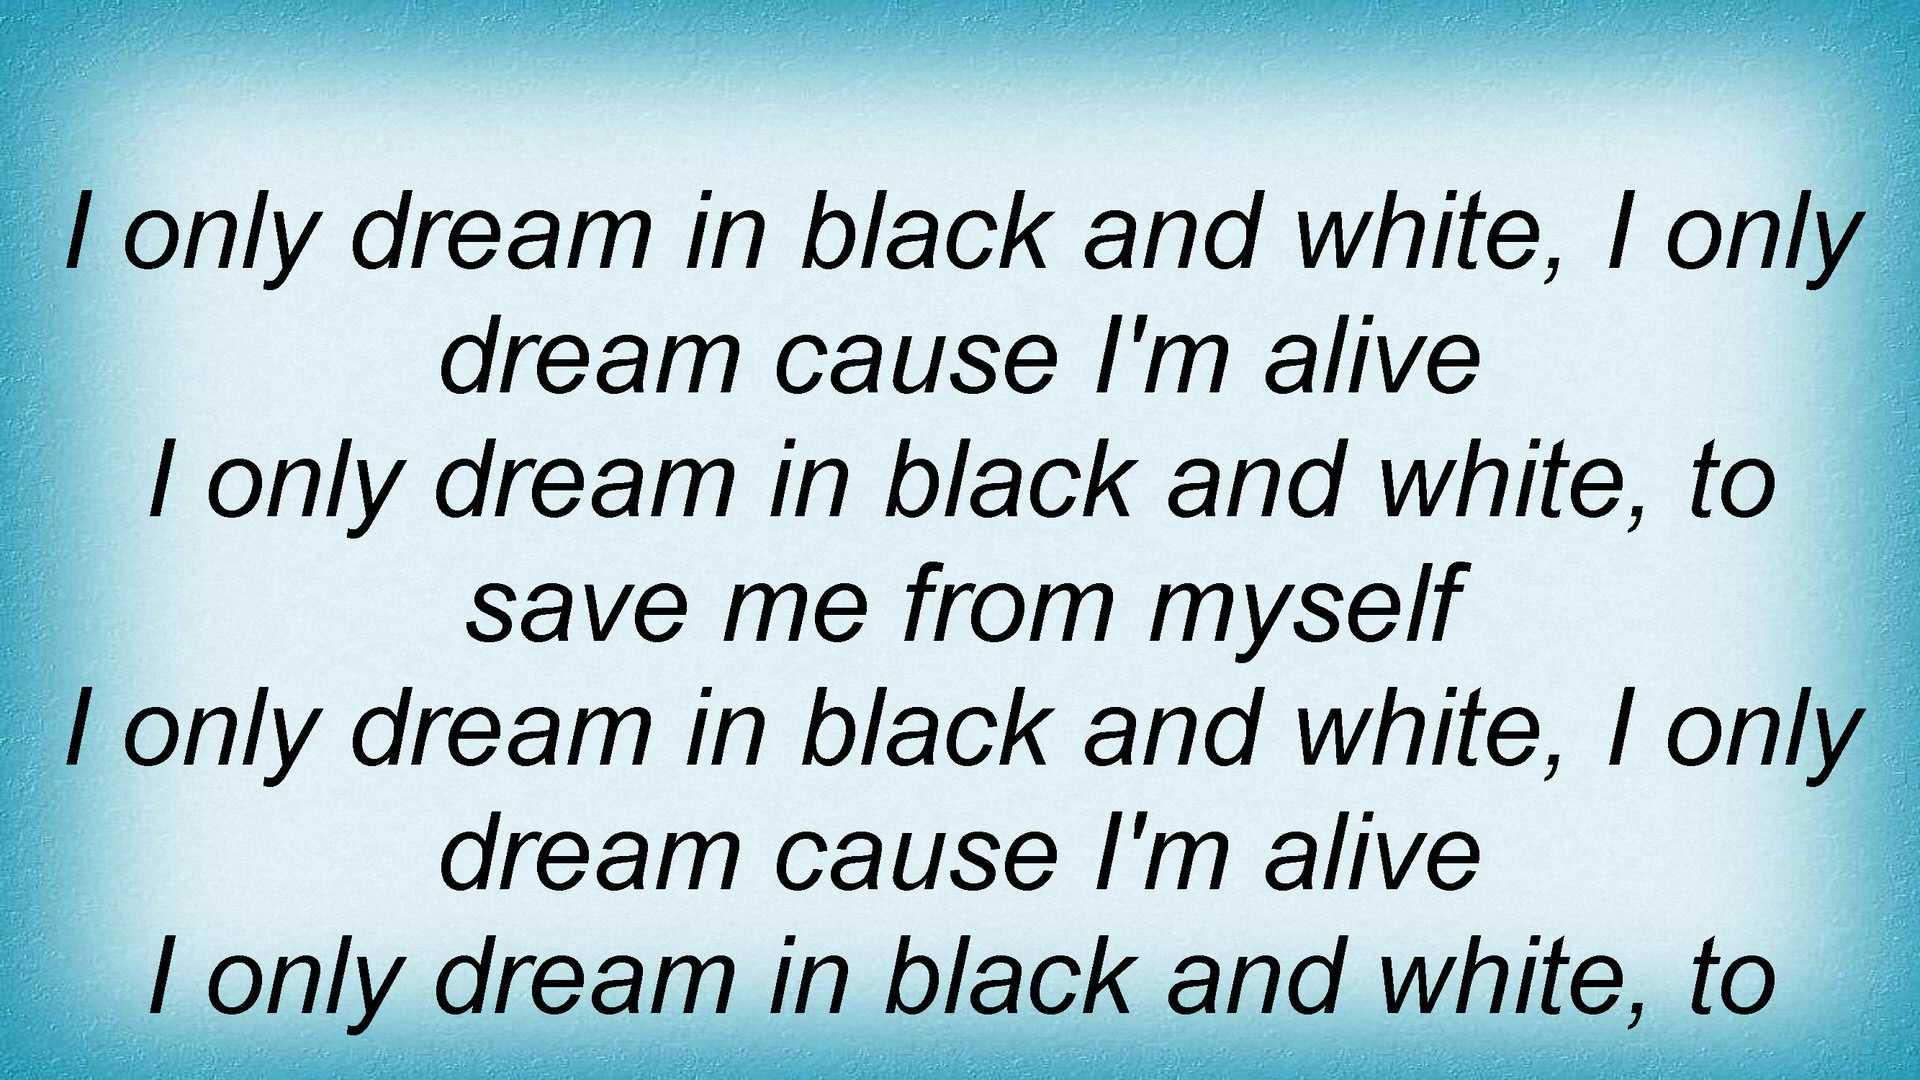 I only dream in black and white, I only
dream cause I'm alive
I only dream in black and white, to
save me from myself
I only dream in black and white, I only
dream cause I'm alive
I only dream in black and white, to